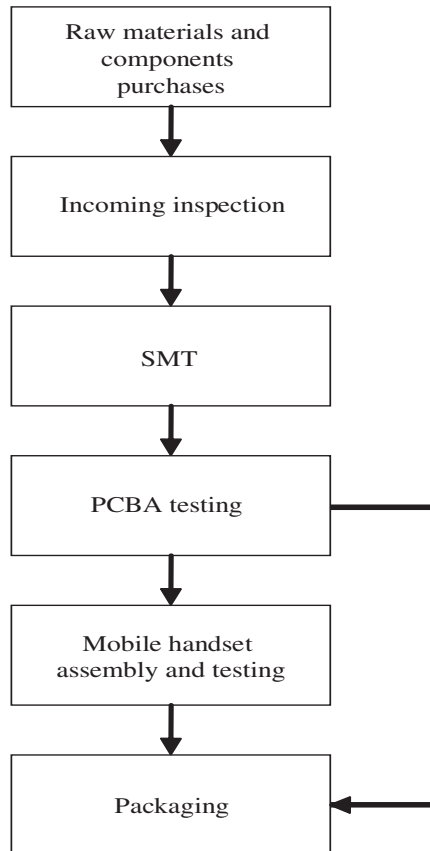 Raw materials and
components
purchases
Incoming inspection
SMT
PCBA testing
Mobile handset
assembly and testing
Packaging